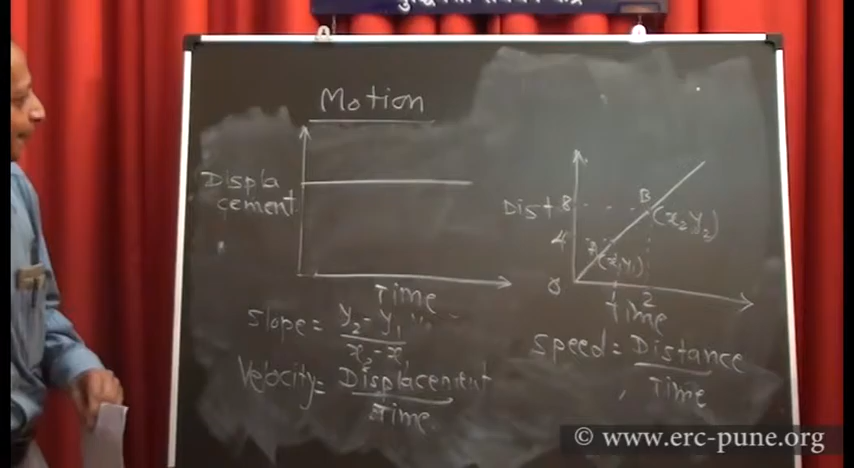 Motion
Displa
cement
Time
Slope = y₂ - y₁
x₂ - x₁
Velocity = Displacement
Time
B
Dist 8
(x₂ y₂)
4
A
(x₁ y₁)
0
1
2
Time
Speed = Distance
Time
© www.erc-pune.org